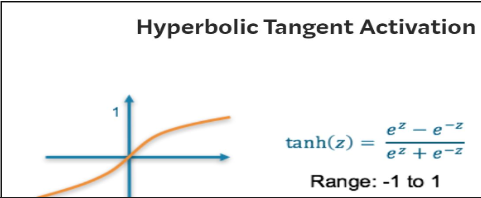 Hyperbolic Tangent Activation
1
tanh(z) = e^z − e^−z / e^z + e^−z
Range: -1 to 1